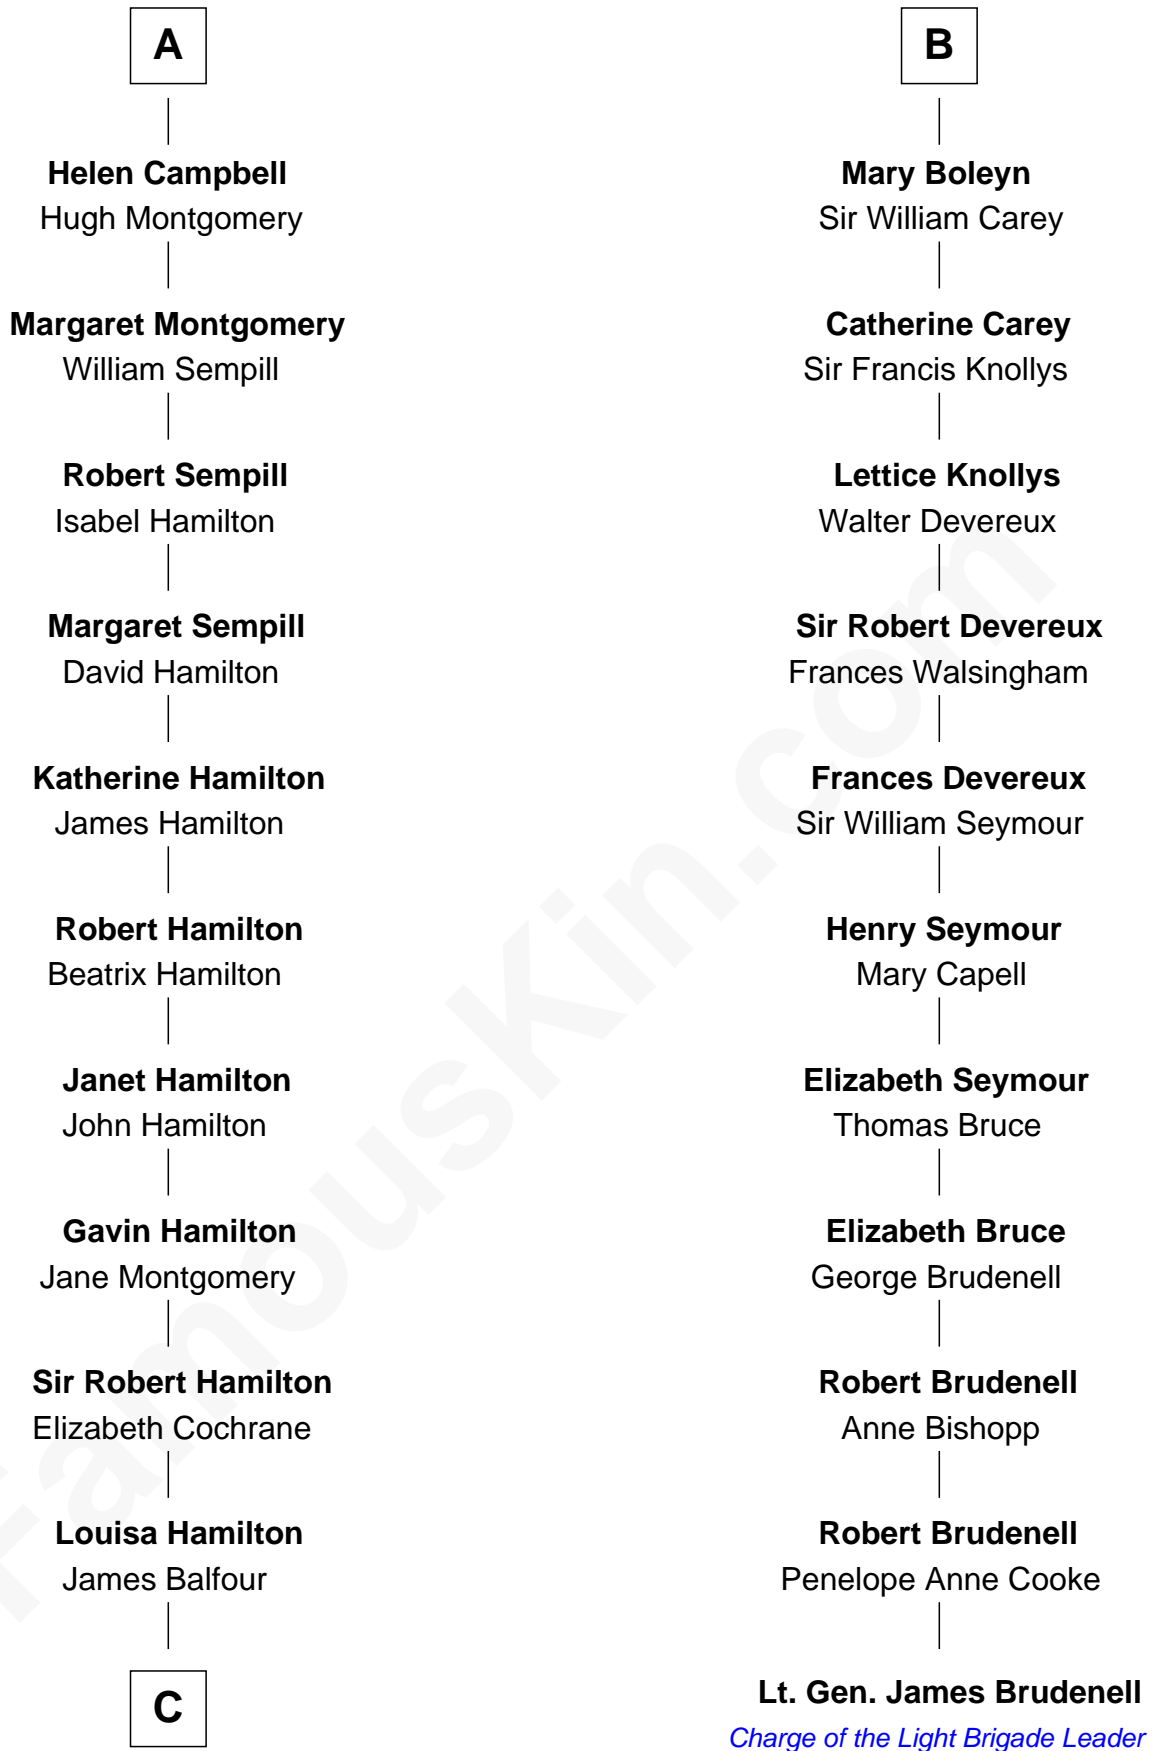 A
Helen Campbell
Hugh Montgomery
Margaret Montgomery
William Sempill
Robert Sempill
Isabel Hamilton
Margaret Sempill
David Hamilton
Katherine Hamilton
James Hamilton
Robert Hamilton
Beatrix Hamilton
Janet Hamilton
John Hamilton
Gavin Hamilton
Jane Montgomery
Sir Robert Hamilton
Elizabeth Cochrane
Louisa Hamilton
James Balfour
C
B
Mary Boleyn
Sir William Carey
Catherine Carey
Sir Francis Knollys
Lettice Knollys
Walter Devereux
Sir Robert Devereux
Frances Walsingham
Frances Devereux
Sir William Seymour
Henry Seymour
Mary Capell
Elizabeth Seymour
Thomas Bruce
Elizabeth Bruce
George Brudenell
Robert Brudenell
Anne Bishopp
Robert Brudenell
Penelope Anne Cooke
Lt. Gen. James Brudenell
Charge of the Light Brigade Leader
FamousKin.com